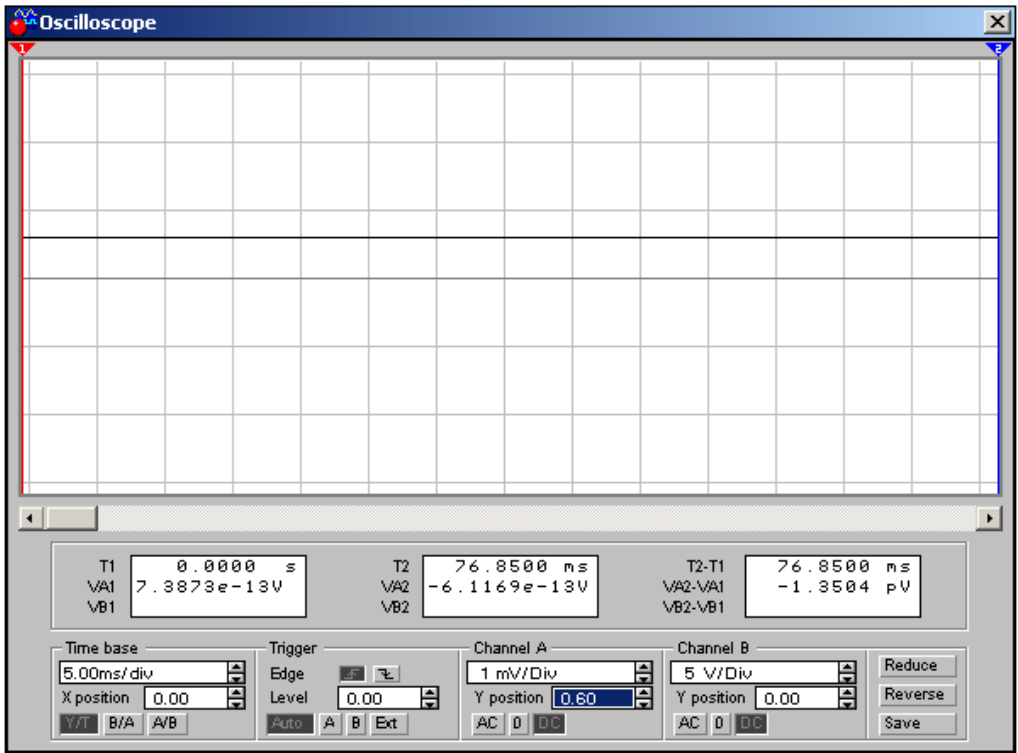 Oscilloscope
1 2
T1 0.0000 s T2 76.8500 ms T2-T1 76.8500 ms
VA1 7.3873e-13V VA2 -6.1169e-13V VA2-VA1 -1.3504 pV
VB1 VB2 VB2-VB1
Time base Trigger Channel A Channel B
5.00ms/div Edge 1 mV/Div 5 V/Div Reduce
X position 0.00 Level 0.00 Y position 0.60 Y position 0.00 Reverse
Y/T B/A A/B Auto A B Ext AC 0 DC AC 0 DC Save